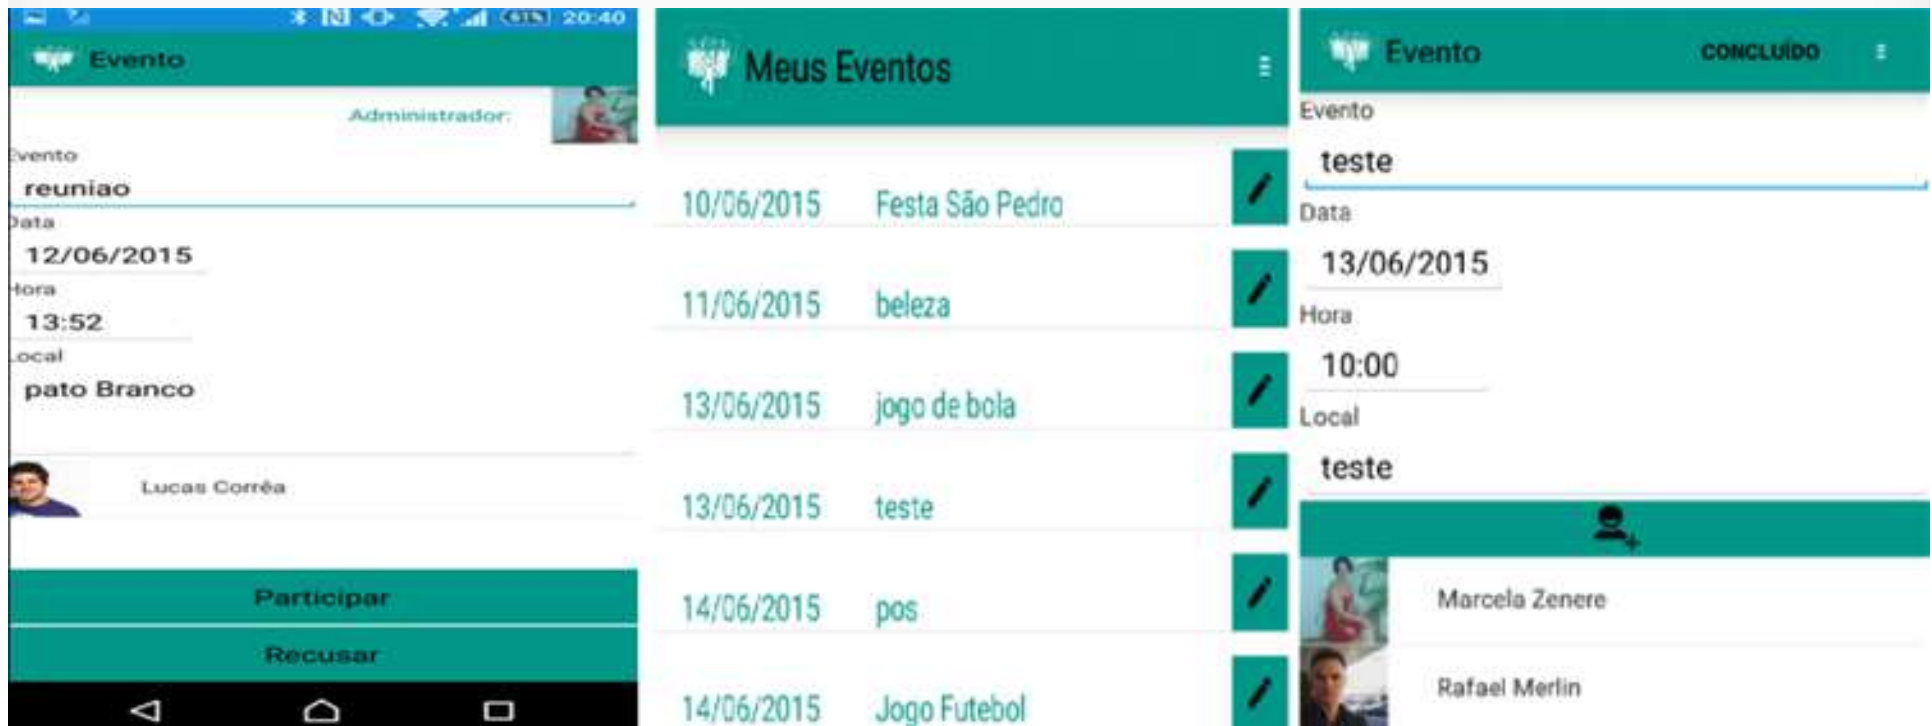 61% 20:40
Evento
Administrador:
Evento
reuniao
Data
12/06/2015
Hora
13:52
Local
pato Branco
Lucas Corrêa
Participar
Recusar
Meus Eventos
10/06/2015 Festa São Pedro
11/06/2015 beleza
13/06/2015 jogo de bola
13/06/2015 teste
14/06/2015 pos
14/06/2015 Jogo Futebol
Evento CONCLUÍDO
Evento
teste
Data
13/06/2015
Hora
10:00
Local
teste
Marcela Zenere
Rafael Merlin